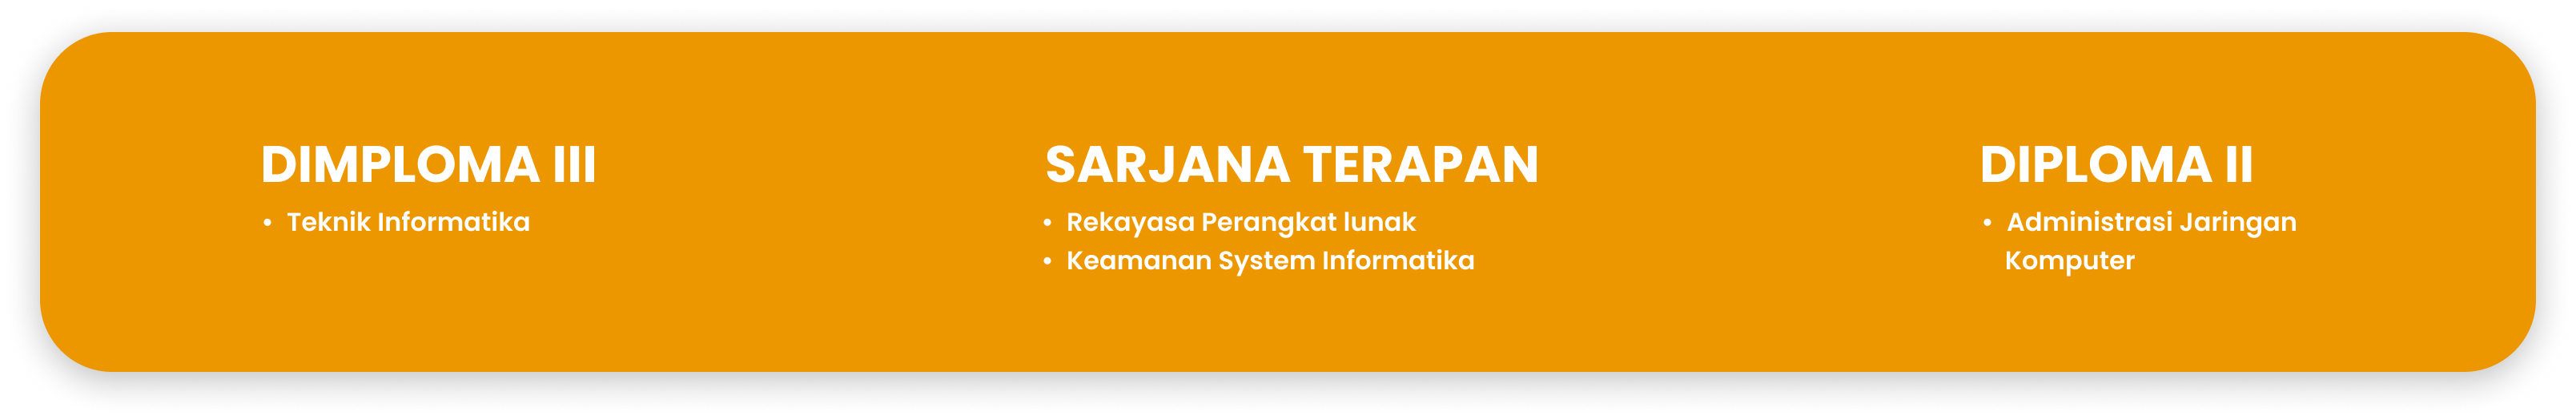 DIMPLOMA III
• Teknik Informatika
SARJANA TERAPAN
• Rekayasa Perangkat lunak
• Keamanan System Informatika
DIPLOMA II
• Administrasi Jaringan
Komputer